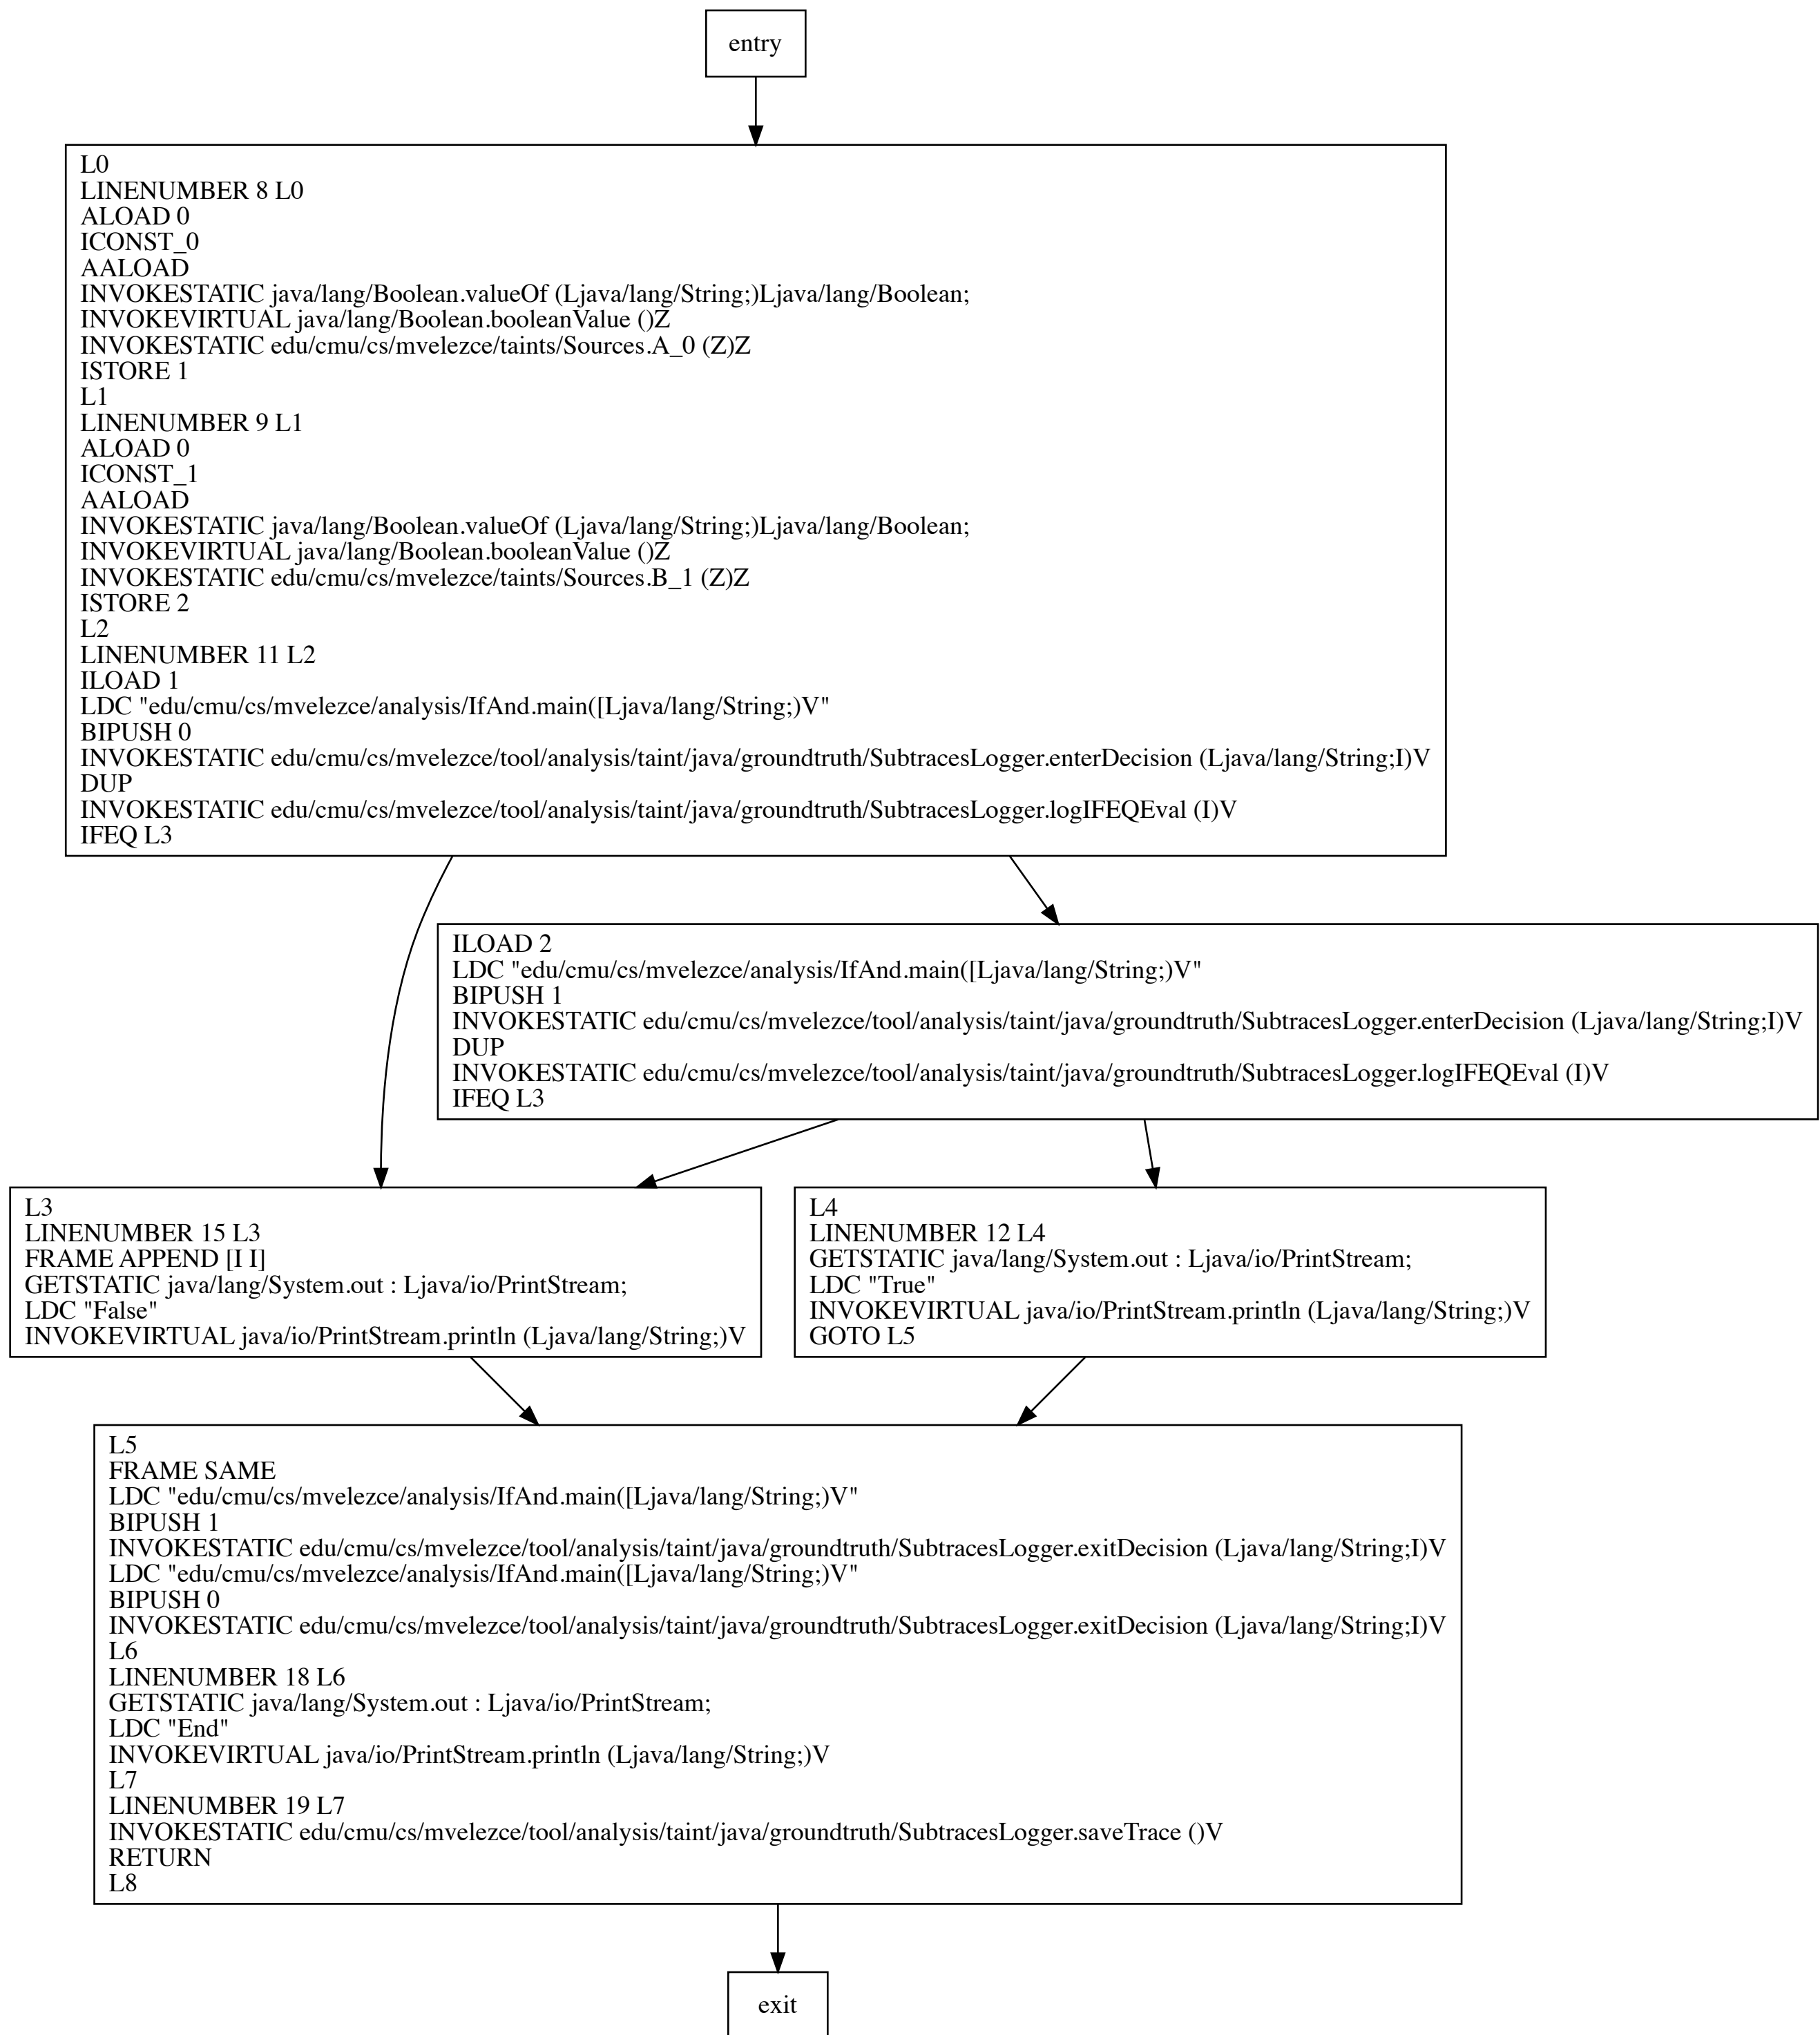 entry
L0
LINENUMBER 8 L0
ALOAD 0
ICONST_0
AALOAD
INVOKESTATIC java/lang/Boolean.valueOf (Ljava/lang/String;)Ljava/lang/Boolean;
INVOKEVIRTUAL java/lang/Boolean.booleanValue ()Z
INVOKESTATIC edu/cmu/cs/mvelezce/taints/Sources.A_0 (Z)Z
ISTORE 1
L1
LINENUMBER 9 L1
ALOAD 0
ICONST_1
AALOAD
INVOKESTATIC java/lang/Boolean.valueOf (Ljava/lang/String;)Ljava/lang/Boolean;
INVOKEVIRTUAL java/lang/Boolean.booleanValue ()Z
INVOKESTATIC edu/cmu/cs/mvelezce/taints/Sources.B_1 (Z)Z
ISTORE 2
L2
LINENUMBER 11 L2
ILOAD 1
LDC "edu/cmu/cs/mvelezce/analysis/IfAnd.main([Ljava/lang/String;)V"
BIPUSH 0
INVOKESTATIC edu/cmu/cs/mvelezce/tool/analysis/taint/java/groundtruth/SubtracesLogger.enterDecision (Ljava/lang/String;I)V
DUP
INVOKESTATIC edu/cmu/cs/mvelezce/tool/analysis/taint/java/groundtruth/SubtracesLogger.logIFEQEval (I)V
IFEQ L3
ILOAD 2
LDC "edu/cmu/cs/mvelezce/analysis/IfAnd.main([Ljava/lang/String;)V"
BIPUSH 1
INVOKESTATIC edu/cmu/cs/mvelezce/tool/analysis/taint/java/groundtruth/SubtracesLogger.enterDecision (Ljava/lang/String;I)V
DUP
INVOKESTATIC edu/cmu/cs/mvelezce/tool/analysis/taint/java/groundtruth/SubtracesLogger.logIFEQEval (I)V
IFEQ L3
L3
LINENUMBER 15 L3
FRAME APPEND [I I]
GETSTATIC java/lang/System.out : Ljava/io/PrintStream;
LDC "False"
INVOKEVIRTUAL java/io/PrintStream.println (Ljava/lang/String;)V
L4
LINENUMBER 12 L4
GETSTATIC java/lang/System.out : Ljava/io/PrintStream;
LDC "True"
INVOKEVIRTUAL java/io/PrintStream.println (Ljava/lang/String;)V
GOTO L5
L5
FRAME SAME
LDC "edu/cmu/cs/mvelezce/analysis/IfAnd.main([Ljava/lang/String;)V"
BIPUSH 1
INVOKESTATIC edu/cmu/cs/mvelezce/tool/analysis/taint/java/groundtruth/SubtracesLogger.exitDecision (Ljava/lang/String;I)V
LDC "edu/cmu/cs/mvelezce/analysis/IfAnd.main([Ljava/lang/String;)V"
BIPUSH 0
INVOKESTATIC edu/cmu/cs/mvelezce/tool/analysis/taint/java/groundtruth/SubtracesLogger.exitDecision (Ljava/lang/String;I)V
L6
LINENUMBER 18 L6
GETSTATIC java/lang/System.out : Ljava/io/PrintStream;
LDC "End"
INVOKEVIRTUAL java/io/PrintStream.println (Ljava/lang/String;)V
L7
LINENUMBER 19 L7
INVOKESTATIC edu/cmu/cs/mvelezce/tool/analysis/taint/java/groundtruth/SubtracesLogger.saveTrace ()V
RETURN
L8
exit